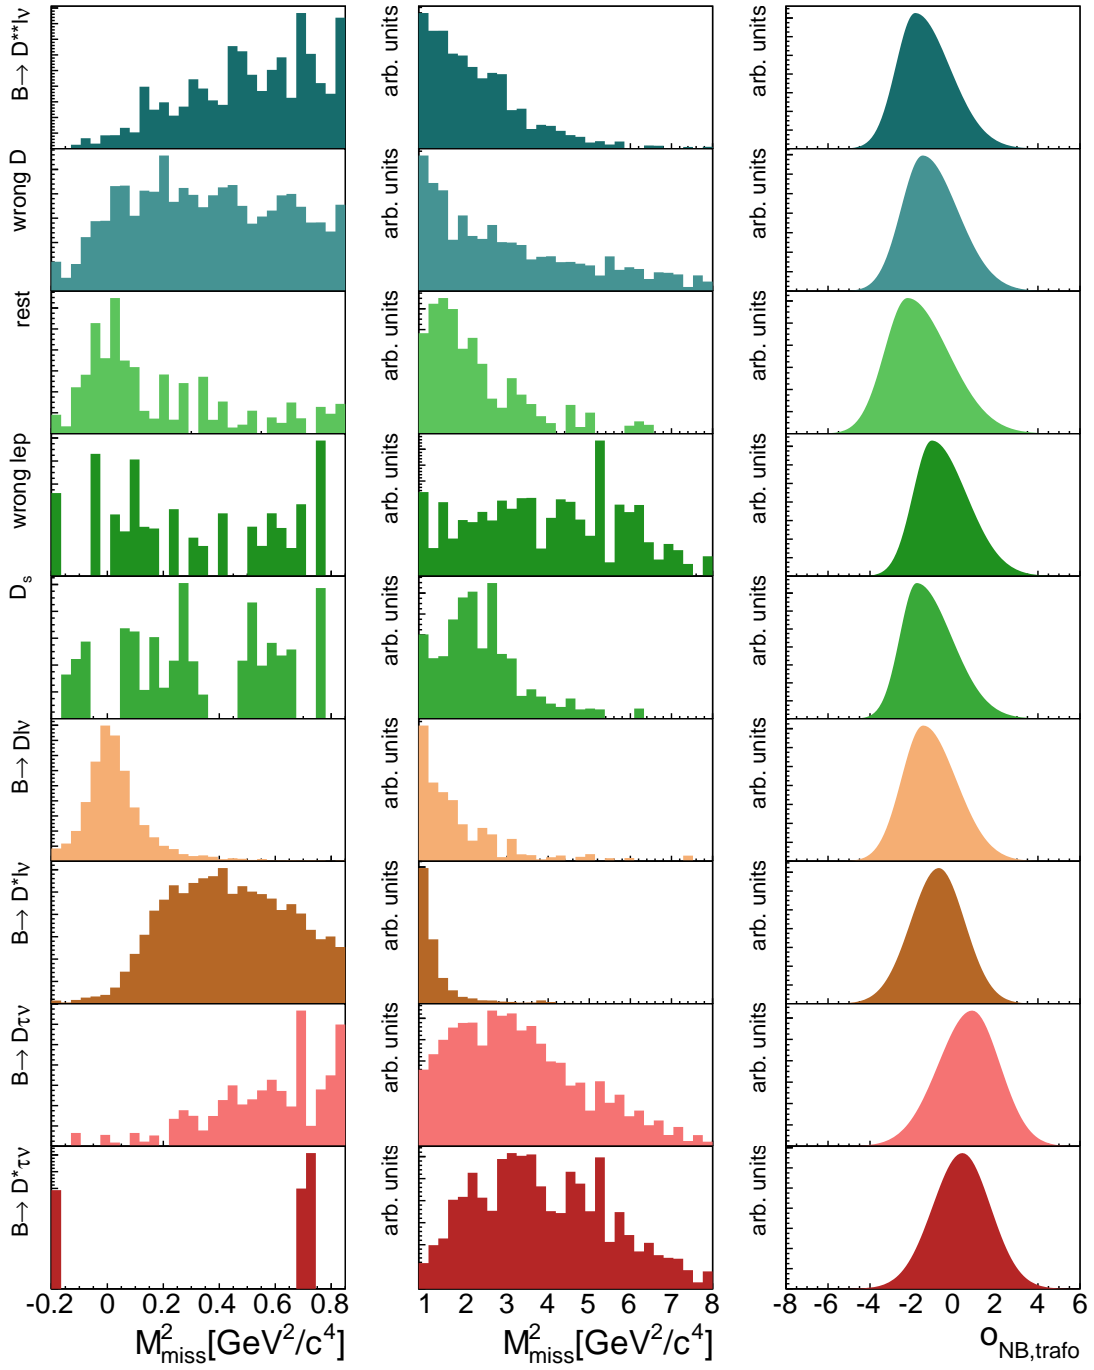 B→ D**lν
arb. units
arb. units
wrong D
arb. units
arb. units
rest
arb. units
arb. units
wrong lep
arb. units
arb. units
D_s
arb. units
arb. units
B→ Dlν
arb. units
arb. units
B→ D*lν
arb. units
arb. units
B→ Dτν
arb. units
arb. units
B→ D*τν
arb. units
arb. units
-0.2 0 0.2 0.4 0.6 0.8
1 2 3 4 5 6 7 8
-8 -6 -4 -2 0 2 4 6
M²_miss[GeV²/c⁴]
M²_miss[GeV²/c⁴]
o_NB,trafo